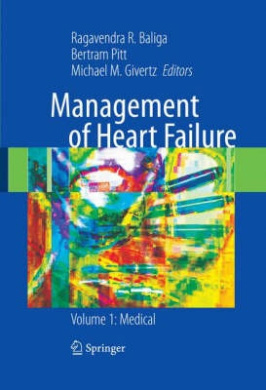 Ragavendra R. Baliga
Bertram Pitt
Michael M. Givertz Editors
Management
of Heart Failure
Volume 1: Medical
Springer